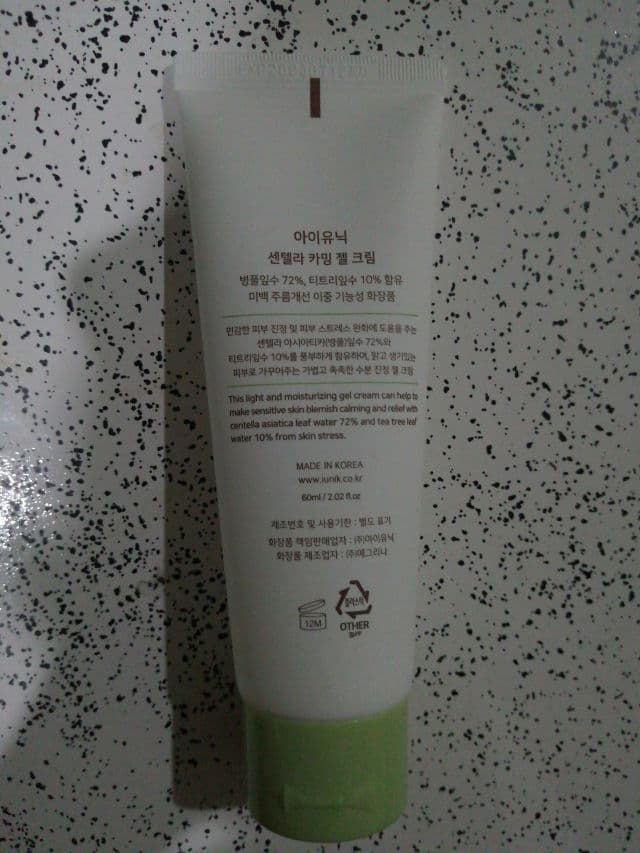 아이유닉
센텔라 카밍 젤 크림
병풀잎수 72%, 티트리잎수 10% 함유
미백 주름개선 이중 기능성 화장품
민감한 피부 진정 및 피부 스트레스 완화에 도움을 주는
센텔라 아시아티카(병풀)잎수 72%와
티트리잎수 10%를 풍부하게 함유하여, 맑고 생기있는
피부로 가꾸어주는 가볍고 촉촉한 수분 진정 젤 크림
This light and moisturizing gel cream can help to
make sensitive skin blemish calming and relief with
centella asiatica leaf water 72% and tea tree leaf
water 10% from skin stress.
MADE IN KOREA
www.iunik.co.kr
60ml / 2.02 fl.oz
제조번호 및 사용기한 : 별도 표기
화장품 책임판매업자 : (주)아이유닉
화장품 제조업자 : (주)에그리나
12M
플라스틱
OTHER